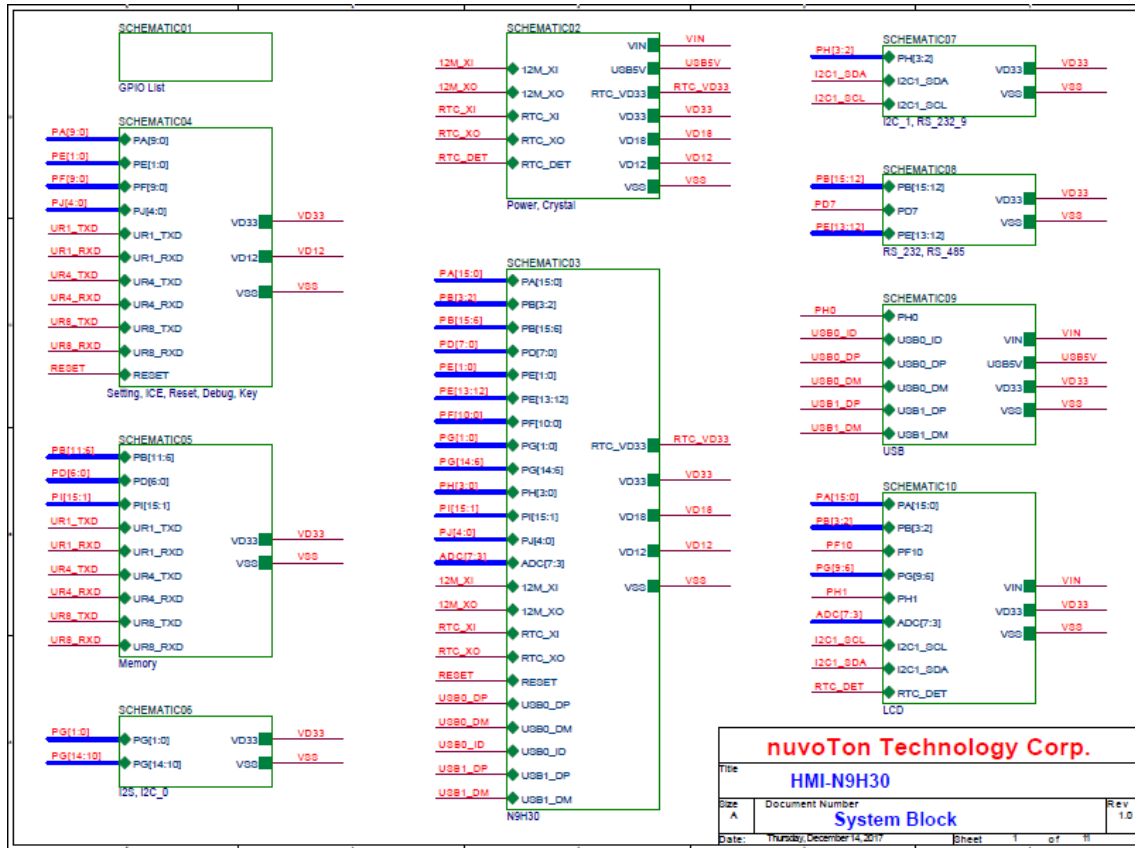 SCHEMATIC01
GPIO List
SCHEMATIC04
PA[9:0] PA[9:0]
PE[1:0] PE[1:0]
PF[9:0] PF[9:0]
PJ[4:0] PJ[4:0]
UR1_TXD UR1_TXD
UR1_RXD UR1_RXD
UR4_TXD UR4_TXD
UR4_RXD UR4_RXD
UR8_TXD UR8_TXD
UR8_RXD UR8_RXD
RESET RESET
VD33 VD33
VD12 VD12
VSS VSS
Setting, ICE, Reset, Debug, Key
SCHEMATIC05
PB[11:6] PB[11:6]
PD[6:0] PD[6:0]
PI[15:1] PI[15:1]
UR1_TXD UR1_TXD
UR1_RXD UR1_RXD
UR4_TXD UR4_TXD
UR4_RXD UR4_RXD
UR8_TXD UR8_TXD
UR8_RXD UR8_RXD
VD33 VD33
VSS VSS
Memory
SCHEMATIC06
PG[1:0] PG[1:0] VD33 VD33
PG[14:10] PG[14:10] VSS VSS
I2S, I2C_0
SCHEMATIC02
12M_XI 12M_XI
12M_XO 12M_XO
RTC_XI RTC_XI
RTC_XO RTC_XO
RTC_DET RTC_DET
VIN VIN
USB5V USB5V
RTC_VD33 RTC_VD33
VD33 VD33
VD18 VD18
VD12 VD12
VSS VSS
Power, Crystal
SCHEMATIC03
PA[15:0] PA[15:0]
PB[3:2] PB[3:2]
PB[15:6] PB[15:6]
PD[7:0] PD[7:0]
PE[1:0] PE[1:0]
PE[13:12] PE[13:12]
PF[10:0] PF[10:0]
PG[1:0] PG[1:0]
PG[14:6] PG[14:6]
PH[3:0] PH[3:0]
PI[15:1] PI[15:1]
PJ[4:0] PJ[4:0]
ADC[7:3] ADC[7:3]
12M_XI 12M_XI
12M_XO 12M_XO
RTC_XI RTC_XI
RTC_XO RTC_XO
RESET RESET
USB0_DP USB0_DP
USB0_DM USB0_DM
USB0_ID USB0_ID
USB1_DP USB1_DP
USB1_DM USB1_DM
RTC_VD33 RTC_VD33
VD33 VD33
VD18 VD18
VD12 VD12
VSS VSS
N9H30
SCHEMATIC07
PH[3:2] PH[3:2]
I2C1_SDA I2C1_SDA
I2C1_SCL I2C1_SCL
VD33 VD33
VSS VSS
I2C_1, RS_232_9
SCHEMATIC08
PB[15:12] PB[15:12]
PD7 PD7
PE[13:12] PE[13:12]
VD33 VD33
VSS VSS
RS_232, RS_485
SCHEMATIC09
PH0 PH0
USB0_ID USB0_ID
USB0_DP USB0_DP
USB0_DM USB0_DM
USB1_DP USB1_DP
USB1_DM USB1_DM
VIN VIN
USB5V USB5V
VD33 VD33
VSS VSS
USB
SCHEMATIC10
PA[15:0] PA[15:0]
PB[3:2] PB[3:2]
PF10 PF10
PG[9:6] PG[9:6]
PH1 PH1
ADC[7:3] ADC[7:3]
I2C1_SCL I2C1_SCL
I2C1_SDA I2C1_SDA
RTC_DET RTC_DET
VIN VIN
VD33 VD33
VSS VSS
LCD
nuvoTon Technology Corp.
Title
HMI-N9H30
Size Document Number Rev
A System Block 1.0
Date: Thursday, December 14, 2017 Sheet 1 of 11